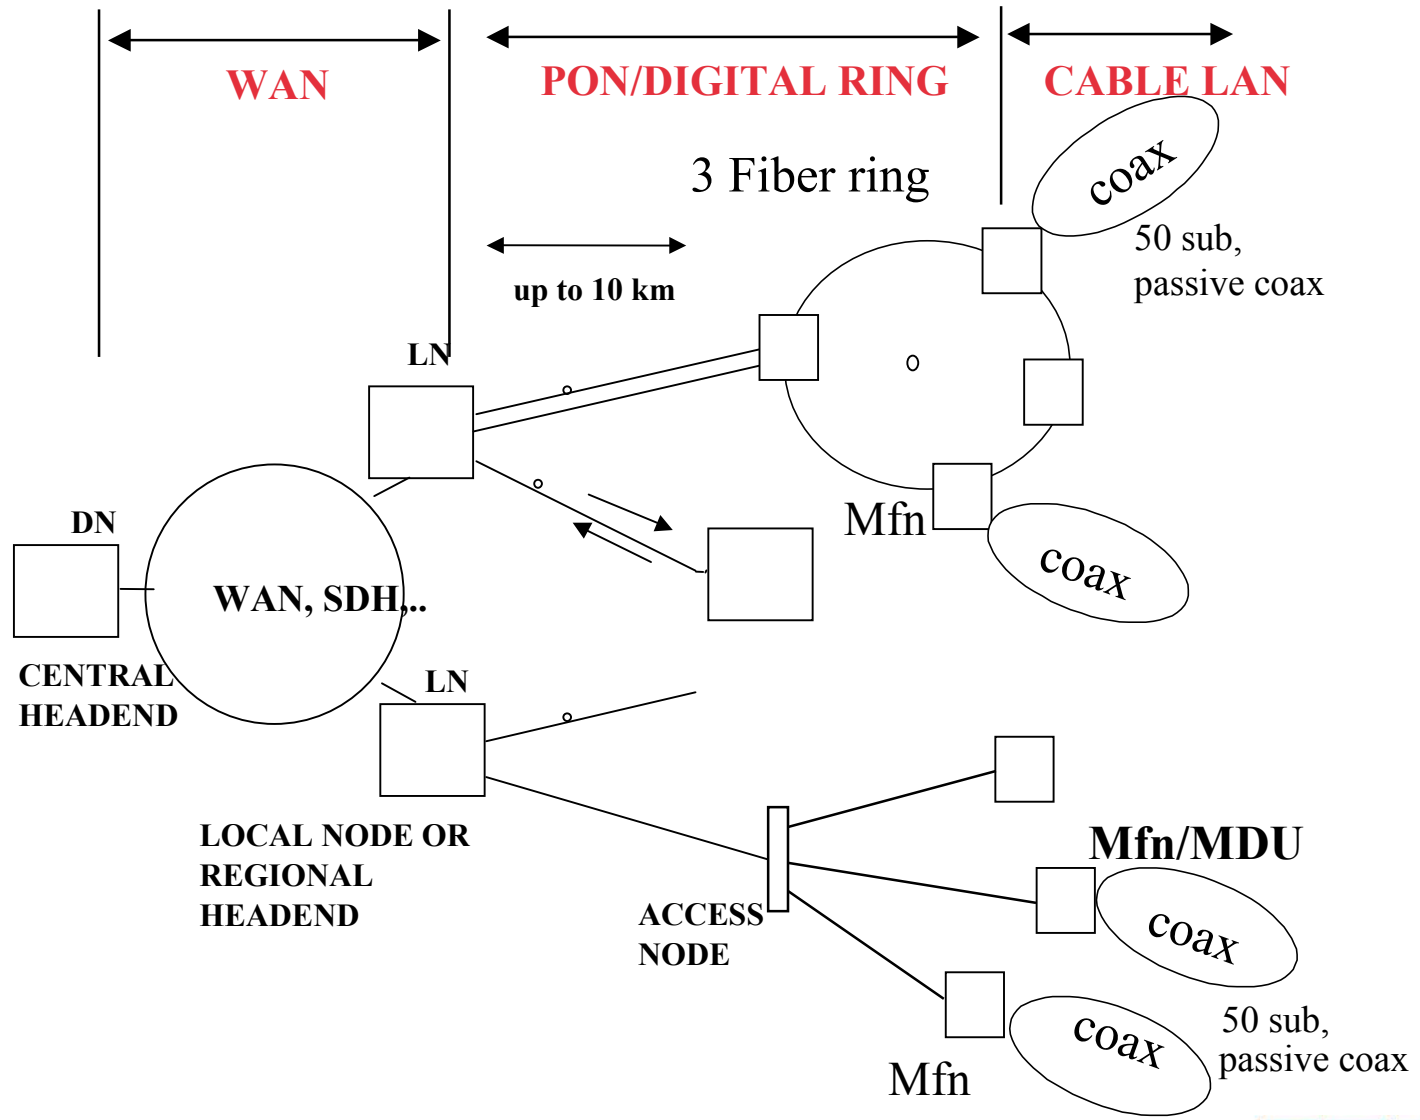 WAN
PON/DIGITAL RING
CABLE LAN
3 Fiber ring
coax
50 sub,
passive coax
up to 10 km
LN
Mfn
coax
DN
WAN, SDH,..
CENTRAL
HEADEND
LN
LOCAL NODE OR
REGIONAL
HEADEND
ACCESS
NODE
Mfn/MDU
coax
coax
50 sub,
passive coax
Mfn